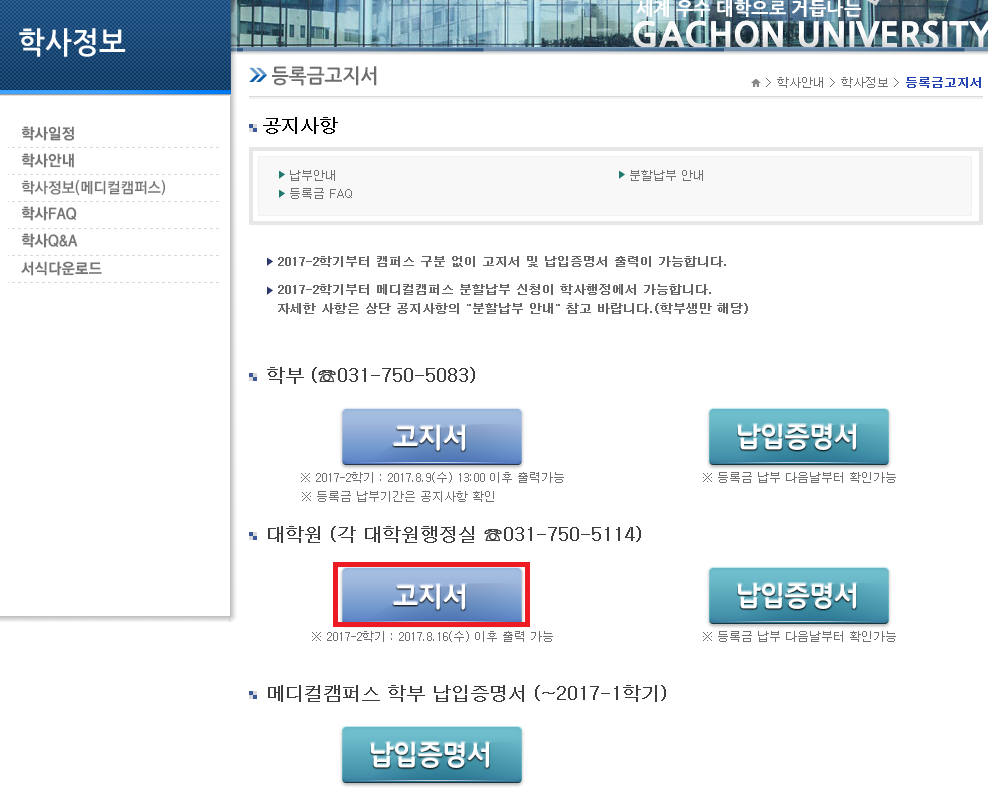 학사정보
세계 우수 대학으로 거듭나는
GACHON UNIVERSITY
등록금고지서
> 학사안내 > 학사정보 > 등록금고지서
학사일정
학사안내
학사정보(메디컬캠퍼스)
학사FAQ
학사Q&A
서식다운로드
공지사항
납부안내
분할납부 안내
등록금 FAQ
2017-2학기부터 캠퍼스 구분 없이 고지서 및 납입증명서 출력이 가능합니다.
2017-2학기부터 메디컬캠퍼스 분할납부 신청이 학사행정에서 가능합니다.
자세한 사항은 상단 공지사항의 "분할납부 안내" 참고 바랍니다.(학부생만 해당)
학부 (☎031-750-5083)
고지서
납입증명서
※ 2017-2학기 : 2017.8.9(수) 13:00 이후 출력가능
※ 등록금 납부 다음날부터 확인가능
※ 등록금 납부기간은 공지사항 확인
대학원 (각 대학원행정실 ☎031-750-5114)
고지서
납입증명서
※ 2017-2학기 : 2017.8.16(수) 이후 출력 가능
※ 등록금 납부 다음날부터 확인가능
메디컬캠퍼스 학부 납입증명서 (~2017-1학기)
납입증명서